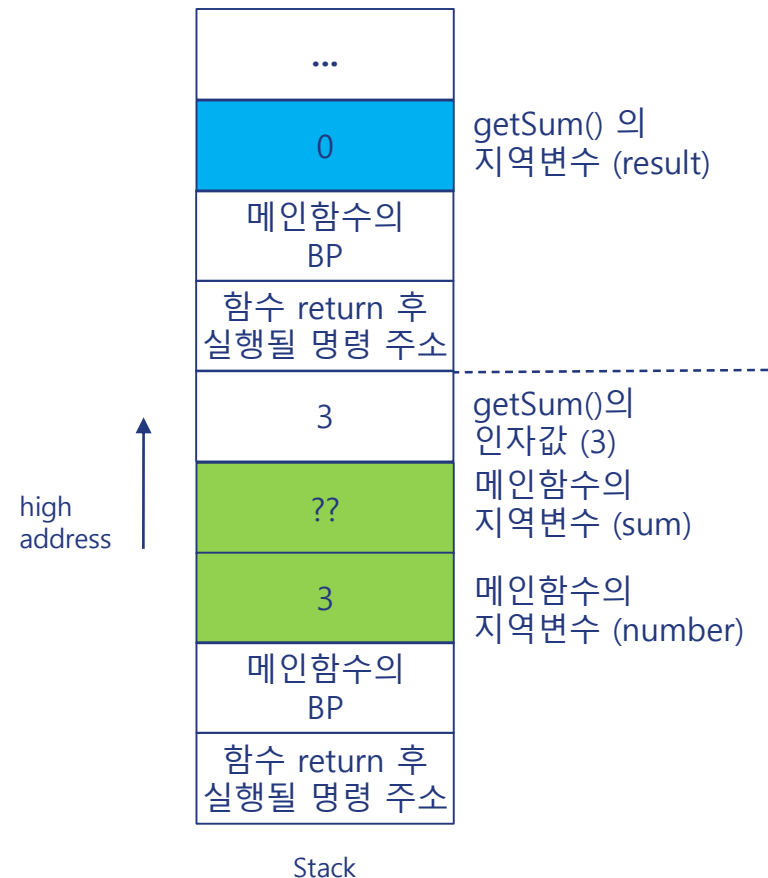 ...
0
getSum() 의
지역변수 (result)
메인함수의
BP
함수 return 후
실행될 명령 주소
3
getSum()의
인자값 (3)
high
address
??
메인함수의
지역변수 (sum)
3
메인함수의
지역변수 (number)
메인함수의
BP
함수 return 후
실행될 명령 주소
Stack